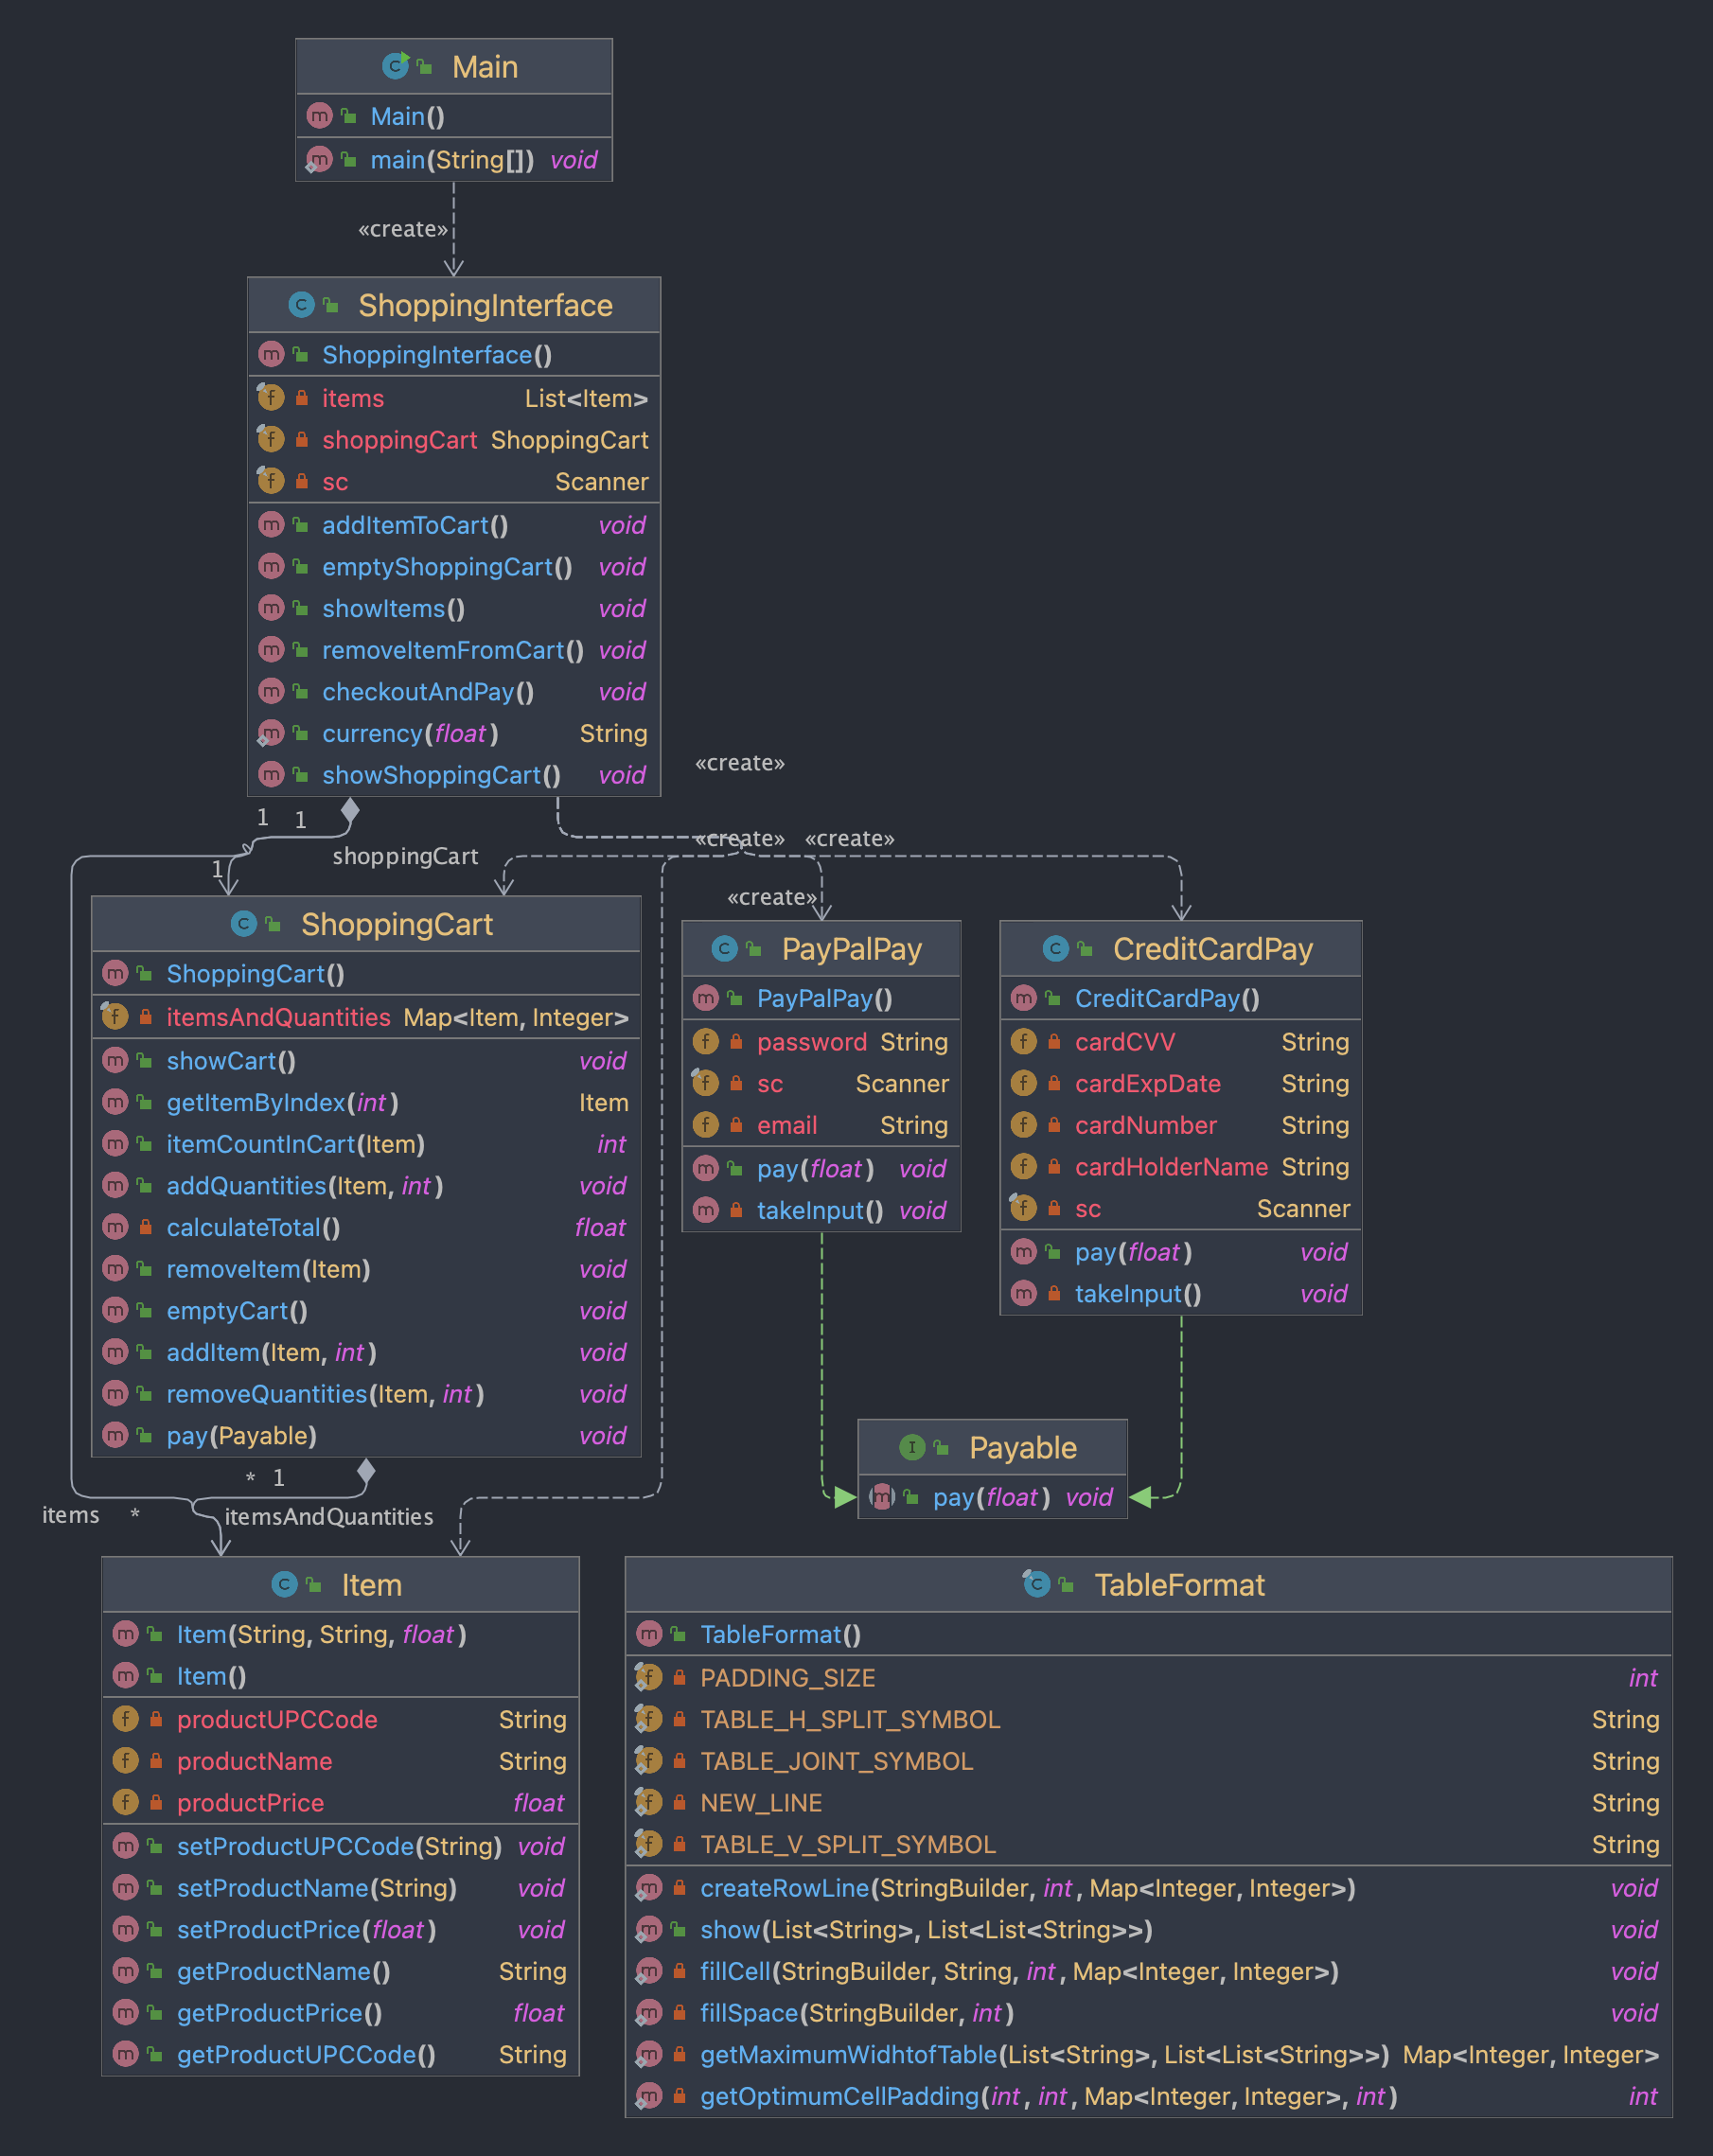 Main
Main()
main(String[]) void
«create»
ShoppingInterface
ShoppingInterface()
items List<Item>
shoppingCart ShoppingCart
sc Scanner
addItemToCart() void
emptyShoppingCart() void
showItems() void
removeItemFromCart() void
checkoutAndPay() void
currency(float) String
showShoppingCart() void
«create»
1 1
«create» «create»
shoppingCart
1
«create»
ShoppingCart
ShoppingCart()
itemsAndQuantities Map<Item, Integer>
showCart() void
getItemByIndex(int) Item
itemCountInCart(Item) int
addQuantities(Item, int) void
calculateTotal() float
removeItem(Item) void
emptyCart() void
addItem(Item, int) void
removeQuantities(Item, int) void
pay(Payable) void
PayPalPay
PayPalPay()
password String
sc Scanner
email String
pay(float) void
takeInput() void
CreditCardPay
CreditCardPay()
cardCVV String
cardExpDate String
cardNumber String
cardHolderName String
sc Scanner
pay(float) void
takeInput() void
Payable
pay(float) void
* 1
items * itemsAndQuantities
Item
Item(String, String, float)
Item()
productUPCCode String
productName String
productPrice float
setProductUPCCode(String) void
setProductName(String) void
setProductPrice(float) void
getProductName() String
getProductPrice() float
getProductUPCCode() String
TableFormat
TableFormat()
PADDING_SIZE int
TABLE_H_SPLIT_SYMBOL String
TABLE_JOINT_SYMBOL String
NEW_LINE String
TABLE_V_SPLIT_SYMBOL String
createRowLine(StringBuilder, int, Map<Integer, Integer>) void
show(List<String>, List<List<String>>) void
fillCell(StringBuilder, String, int, Map<Integer, Integer>) void
fillSpace(StringBuilder, int) void
getMaximumWidhtofTable(List<String>, List<List<String>>) Map<Integer, Integer>
getOptimumCellPadding(int, int, Map<Integer, Integer>, int) int